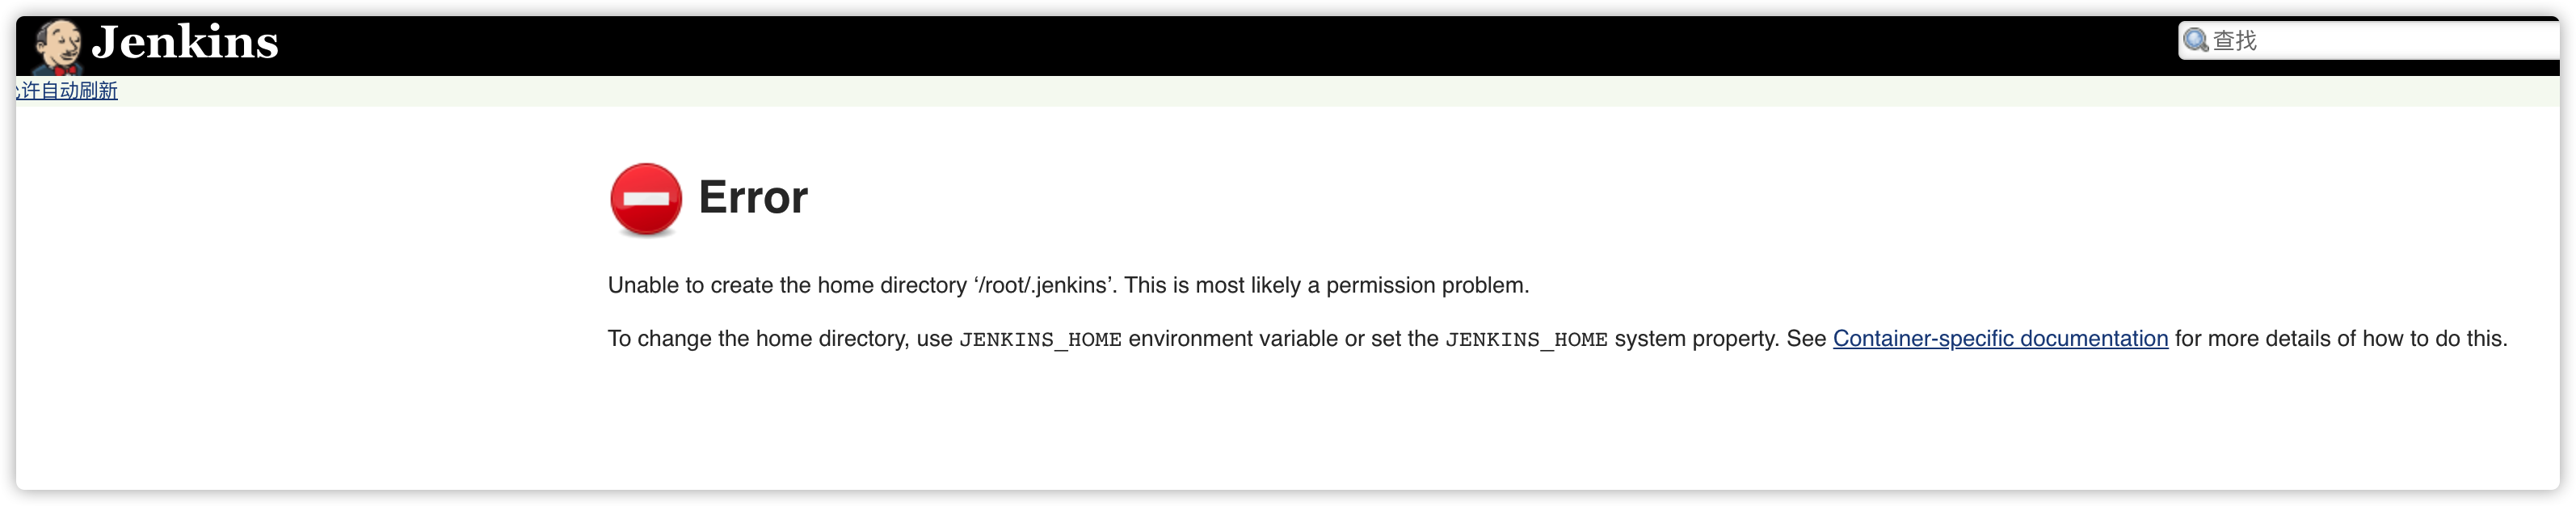 Jenkins
查找
许自动刷新
Error
Unable to create the home directory ‘/root/.jenkins’. This is most likely a permission problem.
To change the home directory, use JENKINS_HOME environment variable or set the JENKINS_HOME system property. See Container-specific documentation for more details of how to do this.